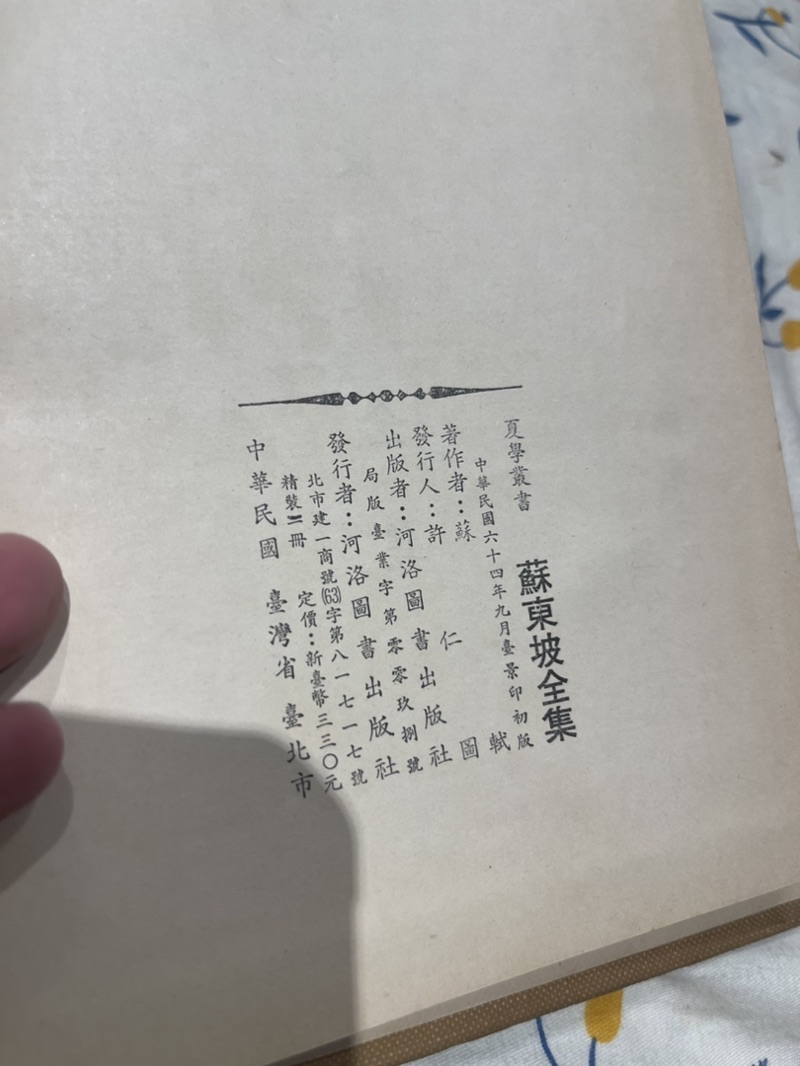 夏學叢書
蘇東坡全集
中華民國六十四年九月臺景印初版
著作者：蘇軾
發行人：許仁圖
出版者：河洛圖書出版社
局版臺業字第零零玖捌號
發行者：河洛圖書出版社
北市建一商號(63)字第八一七一七號
精裝二冊 定價：新臺幣三三〇元
中華民國 臺灣省 臺北市